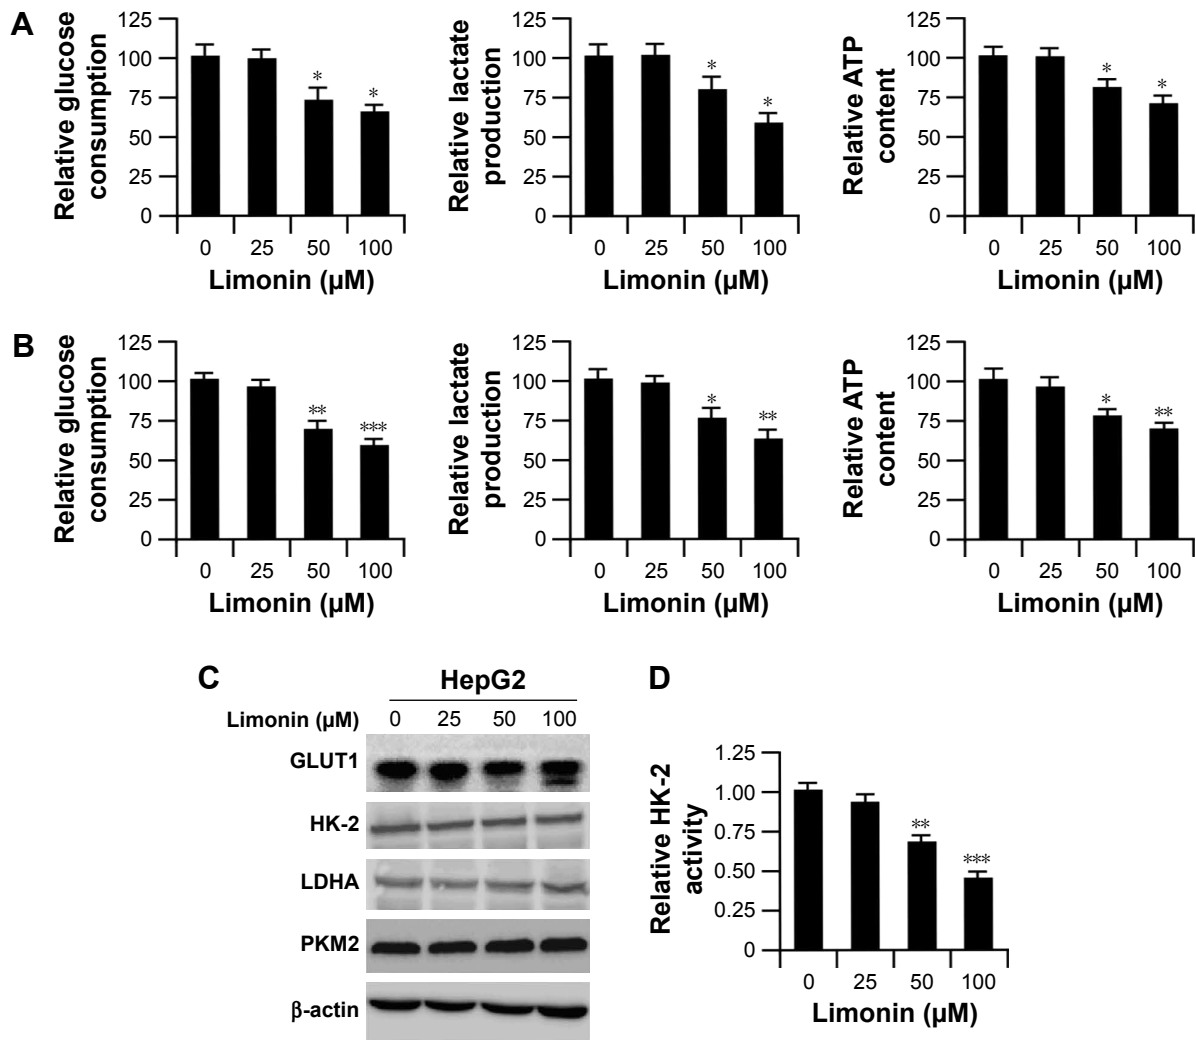 A
Relative glucose
consumption
125
100
75
50
25
0
*
*
0 25 50 100
Limonin (µM)
Relative lactate
production
125
100
75
50
25
0
*
*
0 25 50 100
Limonin (µM)
Relative ATP
content
125
100
75
50
25
0
*
*
0 25 50 100
Limonin (µM)
B
Relative glucose
consumption
125
100
75
50
25
0
**
***
0 25 50 100
Limonin (µM)
Relative lactate
production
125
100
75
50
25
0
*
**
0 25 50 100
Limonin (µM)
Relative ATP
content
125
100
75
50
25
0
*
**
0 25 50 100
Limonin (µM)
C
HepG2
Limonin (µM) 0 25 50 100
GLUT1
HK-2
LDHA
PKM2
β-actin
D
Relative HK-2
activity
1.25
1.00
0.75
0.50
0.25
0
**
***
0 25 50 100
Limonin (µM)